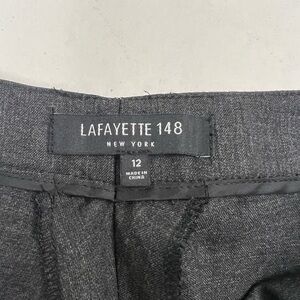 LAFAYETTE 148
NEW YORK
12
MADE IN
CHINA